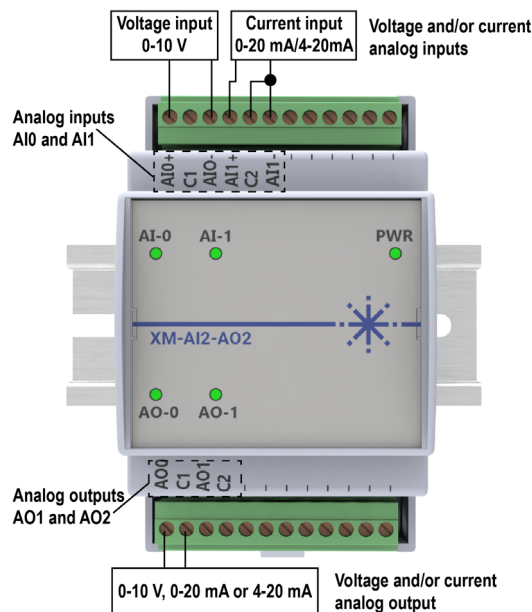 Voltage input
0-10 V
Current input
0-20 mA/4-20mA
Voltage and/or current
analog inputs
Analog inputs
AI0 and AI1
AI0+
C1
AIO-
AI1+
C2
AI1-
AI-0
AI-1
PWR
XM-AI2-AO2
AO-0
AO-1
AO0
C1
AO1
C2
Analog outputs
AO1 and AO2
0-10 V, 0-20 mA or 4-20 mA
Voltage and/or current
analog output